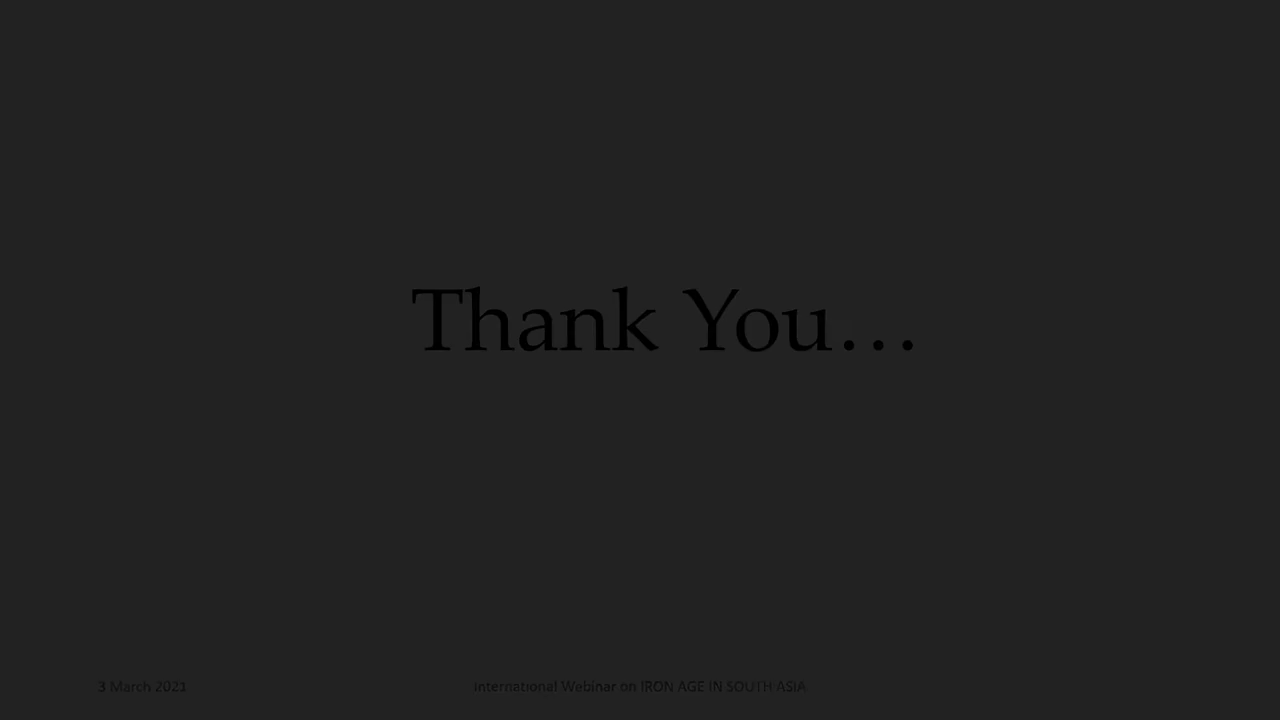 Thank You...
3 March 2021
International Webinar on IRON AGE IN SOUTH ASIA